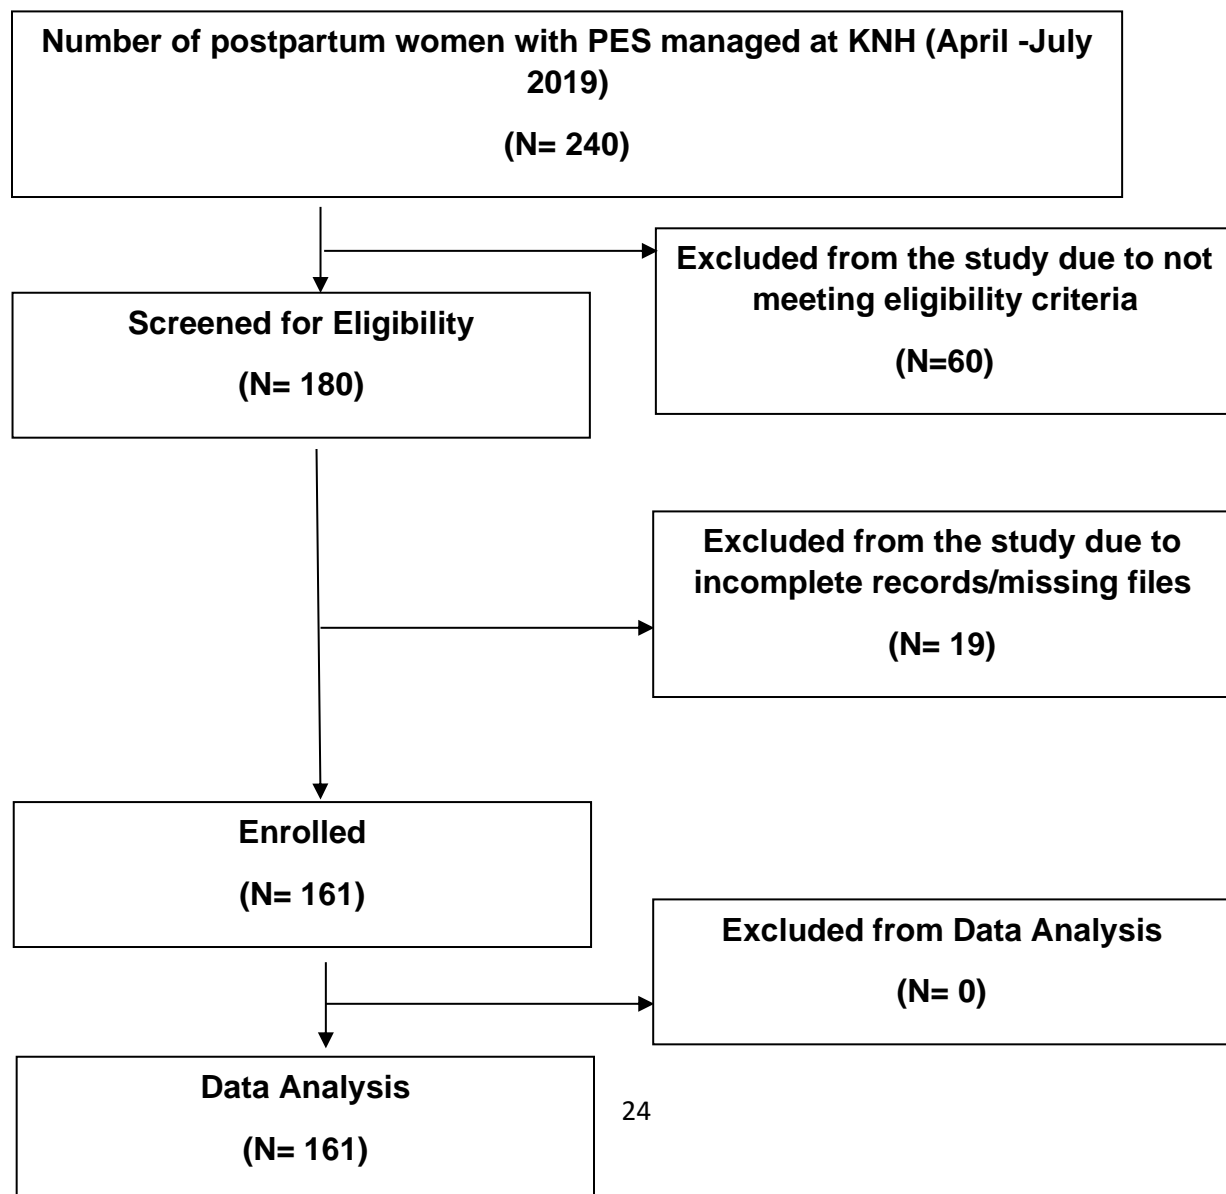 Number of postpartum women with PES managed at KNH (April -July
2019)
(N= 240)
Excluded from the study due to not
meeting eligibility criteria
(N=60)
Screened for Eligibility
(N= 180)
Excluded from the study due to
incomplete records/missing files
(N= 19)
Enrolled
(N= 161)
Excluded from Data Analysis
(N= 0)
Data Analysis
(N= 161)
24